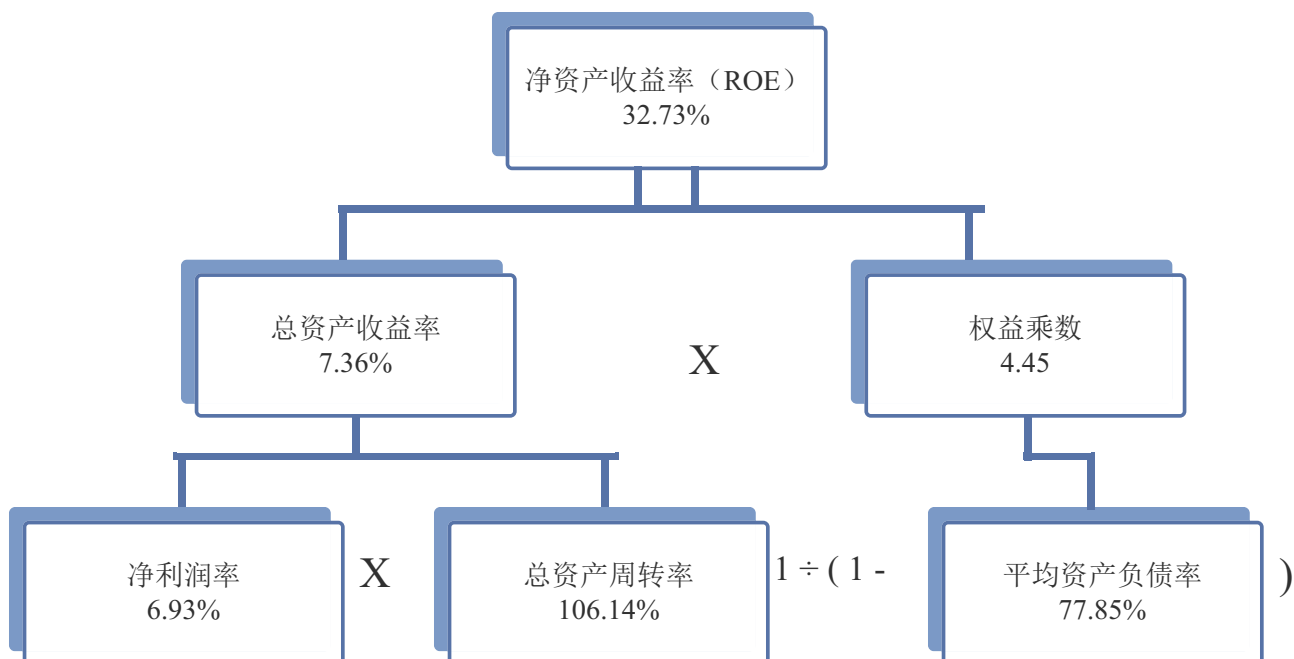 净资产收益率（ROE）
32.73%
总资产收益率
7.36%
X
权益乘数
4.45
净利润率
6.93%
X
总资产周转率
106.14%
1 ÷ ( 1 -
平均资产负债率
77.85%
)